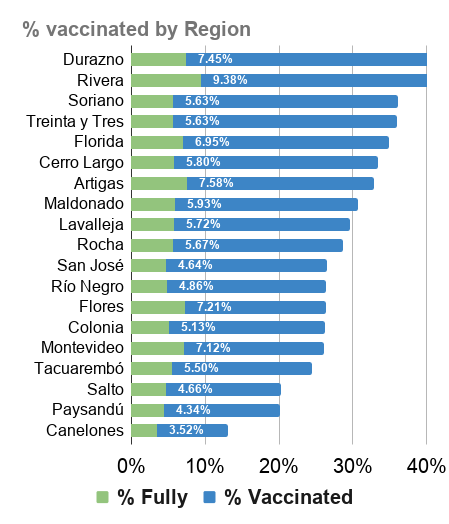 % vaccinated by Region
Durazno 7.45%
Rivera 9.38%
Soriano 5.63%
Treinta y Tres 5.63%
Florida 6.95%
Cerro Largo 5.80%
Artigas 7.58%
Maldonado 5.93%
Lavalleja 5.72%
Rocha 5.67%
San José 4.64%
Río Negro 4.86%
Flores 7.21%
Colonia 5.13%
Montevideo 7.12%
Tacuarembó 5.50%
Salto 4.66%
Paysandú 4.34%
Canelones 3.52%
0% 10% 20% 30% 40%
% Fully % Vaccinated